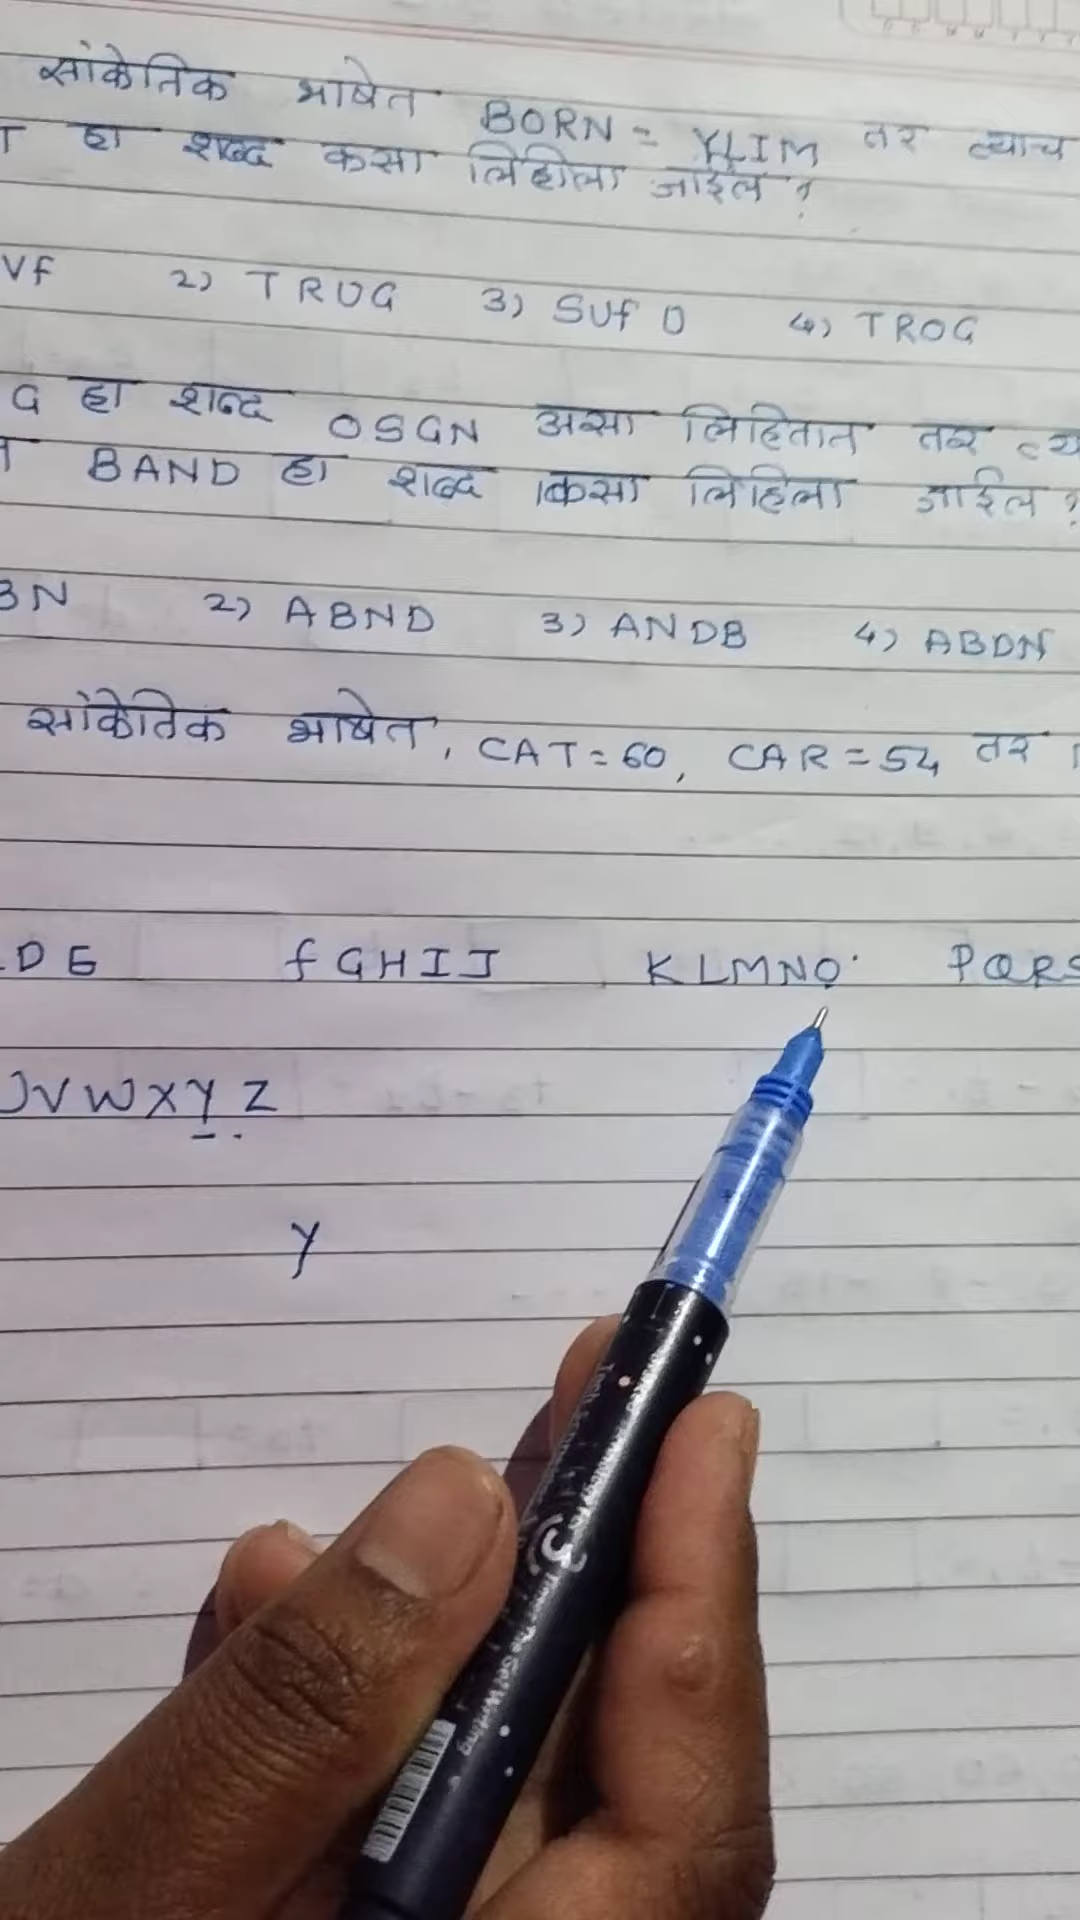 सांकेतिक भाषेत BORN = YLIM तर त्याच
हा शब्द कसा लिहीला जाईल ?
Vf 2) TRUG 3) SUf O 4) TROG
G हा शब्द OSGN असा लिहितात तर
BAND हा शब्द कसा लिहिला जाईल ?
BN 2) ABND 3) ANDB 4) ABDN
सांकेतिक भाषेत, CAT = 60, CAR = 54 तर
DE fGHIJ KLMNO PQRS
UVWXYZ
Y